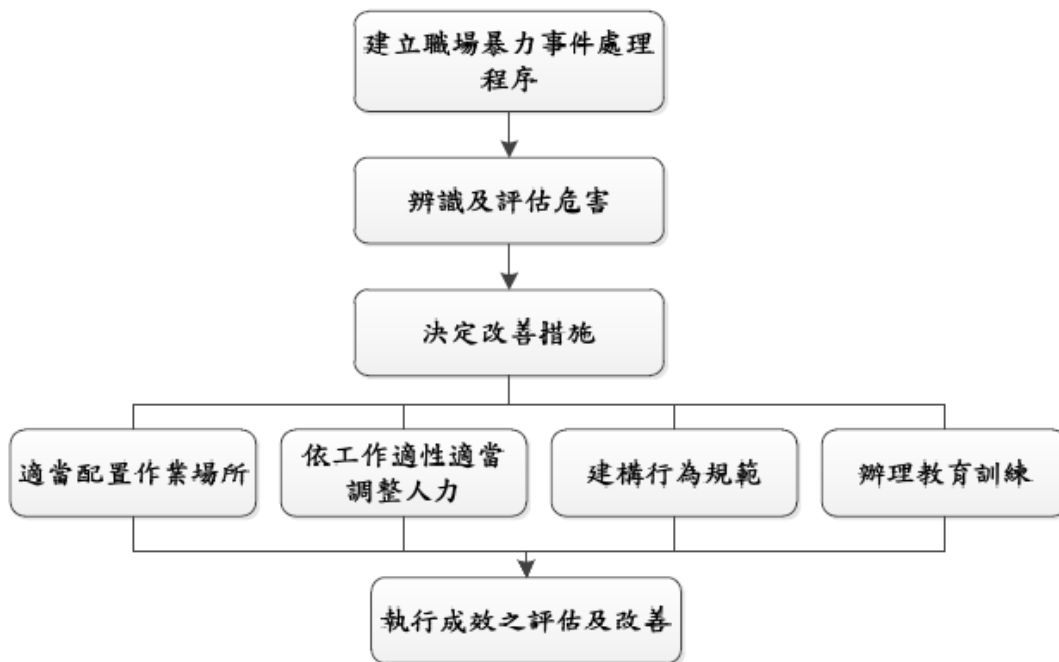 建立職場暴力事件處理
程序
辨識及評估危害
決定改善措施
適當配置作業場所
依工作適性適當
調整人力
建構行為規範
辦理教育訓練
執行成效之評估及改善